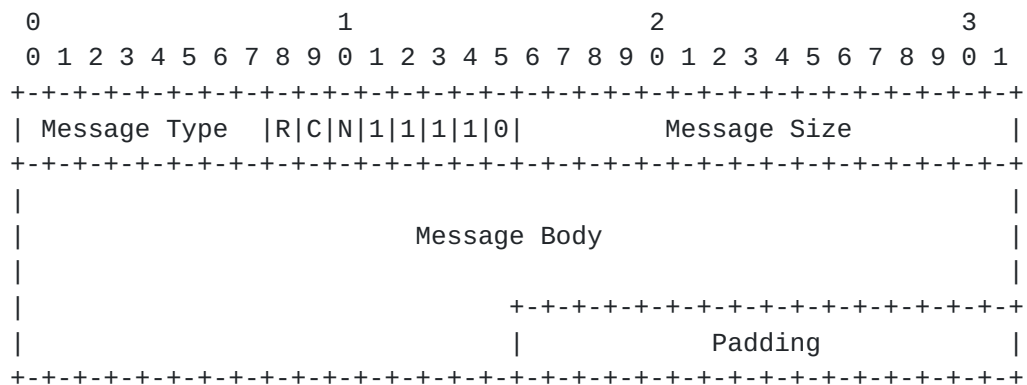 0                   1                   2                   3
 0 1 2 3 4 5 6 7 8 9 0 1 2 3 4 5 6 7 8 9 0 1 2 3 4 5 6 7 8 9 0 1
+-+-+-+-+-+-+-+-+-+-+-+-+-+-+-+-+-+-+-+-+-+-+-+-+-+-+-+-+-+-+-+-+
| Message Type  |R|C|N|1|1|1|1|0|         Message Size          |
+-+-+-+-+-+-+-+-+-+-+-+-+-+-+-+-+-+-+-+-+-+-+-+-+-+-+-+-+-+-+-+-+
|                                                               |
|                         Message Body                          |
|                                                               |
|                               +-+-+-+-+-+-+-+-+-+-+-+-+-+-+-+-+
|                               |            Padding            |
+-+-+-+-+-+-+-+-+-+-+-+-+-+-+-+-+-+-+-+-+-+-+-+-+-+-+-+-+-+-+-+-+